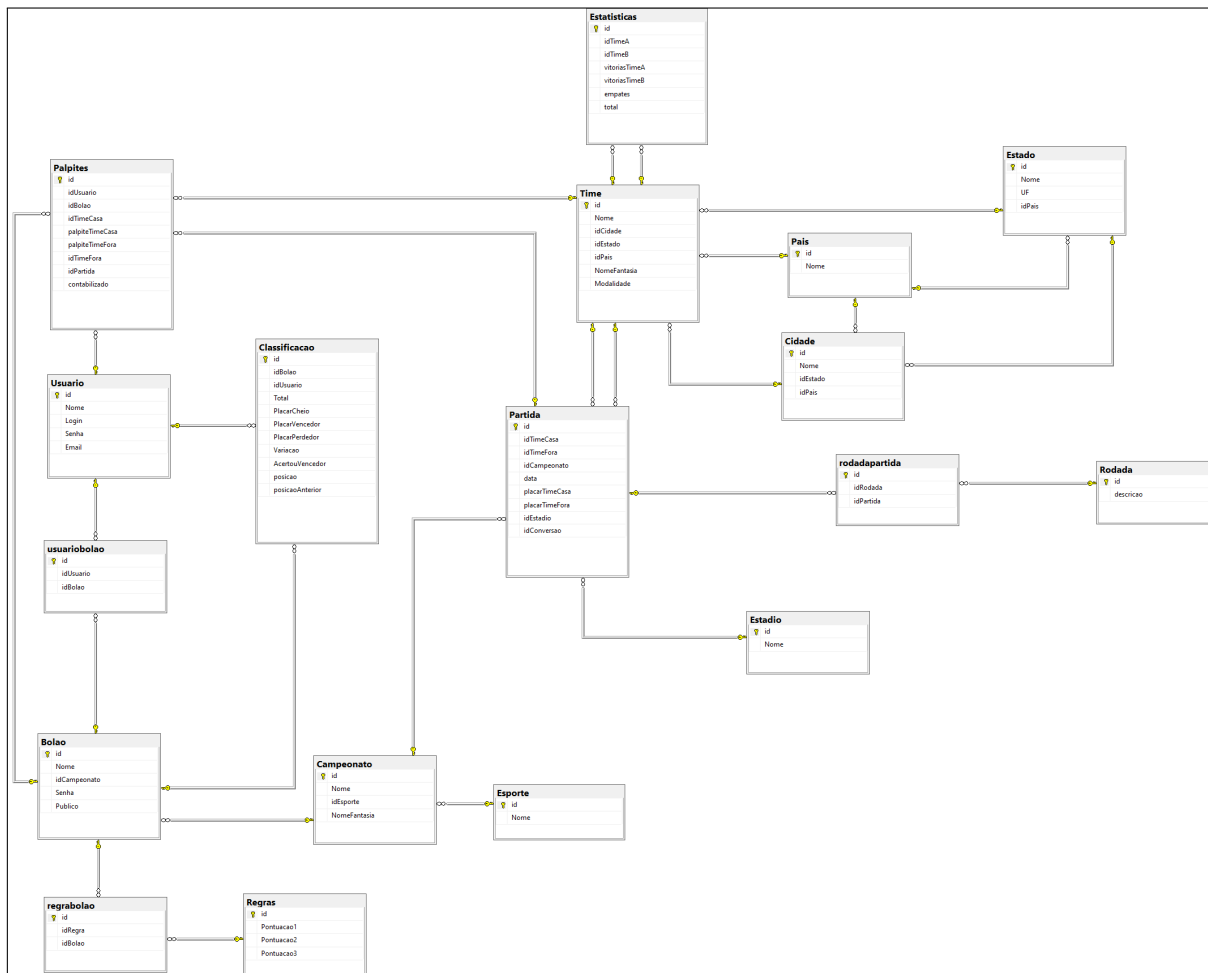 Estatisticas
id
idTimeA
idTimeB
vitoriasTimeA
vitoriasTimeB
empates
total
Palpites
id
idUsuario
idBolao
idTimeCasa
palpiteTimeCasa
palpiteTimeFora
idTimeFora
idPartida
contabilizado
Time
id
Nome
idCidade
idEstado
idPais
NomeFantasia
Modalidade
Estado
id
Nome
UF
idPais
Pais
id
Nome
Cidade
id
Nome
idEstado
idPais
Usuario
id
Nome
Login
Senha
Email
Classificacao
id
idBolao
idUsuario
Total
PlacarCheio
PlacarVencedor
PlacarPerdedor
Variacao
AcertouVencedor
posicao
posicaoAnterior
Partida
id
idTimeCasa
idTimeFora
idCampeonato
data
placarTimeCasa
placarTimeFora
idEstadio
idConversao
rodadapartida
id
idRodada
idPartida
Rodada
id
descricao
usuariobolao
id
idUsuario
idBolao
Estadio
id
Nome
Bolao
id
Nome
idCampeonato
Senha
Publico
Campeonato
id
Nome
idEsporte
NomeFantasia
Esporte
id
Nome
regrabolao
id
idRegra
idBolao
Regras
id
Pontuacao1
Pontuacao2
Pontuacao3